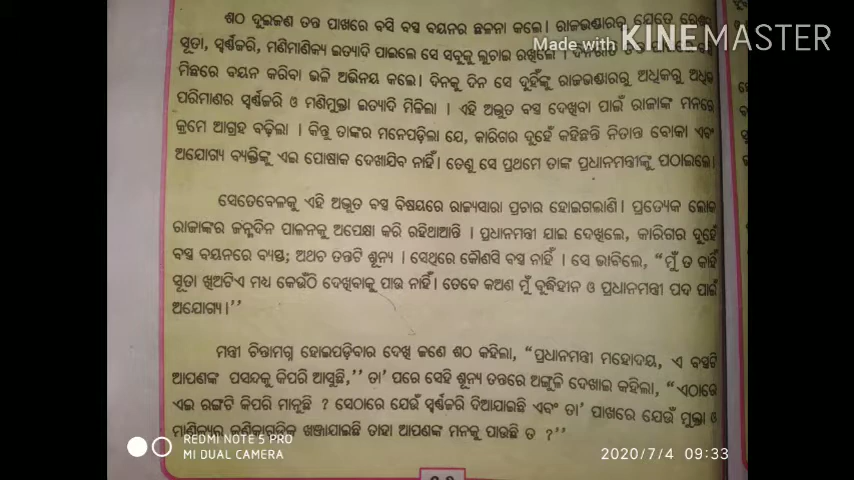 ଶଠ ଦୁଇଜଣ ତନ୍ତ ପାଖରେ ବସି ବସ୍ତ୍ର ବୟନର ଛଳନା କଲେ। ରାଜଭଣ୍ଡାରରୁ ଯେତେ ରେଶମ
Made with KINEMASTER
ସୂତା, ସ୍ୱର୍ଣ୍ଣଜରି, ମଣିମାଣିକ୍ୟ ଇତ୍ୟାଦି ପାଇଲେ ସେ ସବୁକୁ ଲୁଚାଇ ରଖିଲେ। ଦିନରାତି
ମିଛରେ ବୟନ କରିବା ଭଳି ଅଭିନୟ କଲେ। ଦିନକୁ ଦିନ ସେ ଦୁହିଁଙ୍କୁ ରାଜଭଣ୍ଡାରରୁ ଅଧିକରୁ ଅଧିକ
ପରିମାଣର ସ୍ୱର୍ଣ୍ଣଜରି ଓ ମଣିମୁକ୍ତା ଇତ୍ୟାଦି ମିଳିଲା । ଏହି ଅଦ୍ଭୁତ ବସ୍ତ୍ର ଦେଖିବା ପାଇଁ ରାଜାଙ୍କ ମନରେ
କ୍ରମେ ଆଗ୍ରହ ବଢ଼ିଲା । କିନ୍ତୁ ତାଙ୍କର ମନେପଡ଼ିଲା ଯେ, କାରିଗର ଦୁହେଁ କହିଛନ୍ତି ନିତାନ୍ତ ବୋକା ଏବଂ
ଅଯୋଗ୍ୟ ବ୍ୟକ୍ତିଙ୍କୁ ଏଇ ପୋଷାକ ଦେଖାଯିବ ନାହିଁ। ତେଣୁ ସେ ପ୍ରଥମେ ତାଙ୍କ ପ୍ରଧାନମନ୍ତ୍ରୀଙ୍କୁ ପଠାଇଲେ।
ସେତେବେଳକୁ ଏହି ଅଦ୍ଭୁତ ବସ୍ତ୍ର ବିଷୟରେ ରାଜ୍ୟସାରା ପ୍ରଚାର ହୋଇଗଲାଣି। ପ୍ରତ୍ୟେକ ଲୋକ
ରାଜାଙ୍କର ଜନ୍ମଦିନ ପାଳନକୁ ଅପେକ୍ଷା କରି ରହିଥାଆନ୍ତି । ପ୍ରଧାନମନ୍ତ୍ରୀ ଯାଇ ଦେଖିଲେ, କାରିଗର ଦୁହେଁ
ବସ୍ତ୍ର ବୟନରେ ବ୍ୟସ୍ତ; ଅଥଚ ତନ୍ତଟି ଶୂନ୍ୟ । ସେଥିରେ କୌଣସି ବସ୍ତ୍ର ନାହିଁ । ସେ ଭାବିଲେ, “ମୁଁ ତ କାହିଁ
ସୂତା ଖିଅଟିଏ ମଧ୍ୟ କେଉଁଠି ଦେଖିବାକୁ ପାଉ ନାହିଁ। ତେବେ କଅଣ ମୁଁ ବୁଦ୍ଧିହୀନ ଓ ପ୍ରଧାନମନ୍ତ୍ରୀ ପଦ ପାଇଁ
ଅଯୋଗ୍ୟ।’’
ମନ୍ତ୍ରୀ ଚିନ୍ତାମଗ୍ନ ହୋଇପଡ଼ିବାର ଦେଖି ଜଣେ ଶଠ କହିଲା, “ପ୍ରଧାନମନ୍ତ୍ରୀ ମହୋଦୟ, ଏ ବସ୍ତ୍ରଟି
ଆପଣଙ୍କ ପସନ୍ଦକୁ କିପରି ଆସୁଛି,’’ ତା’ ପରେ ସେହି ଶୂନ୍ୟ ତନ୍ତରେ ଅଙ୍ଗୁଳି ଦେଖାଇ କହିଲା, “ଏଠାରେ
ଏଇ ରଙ୍ଗଟି କିପରି ମାନୁଛି ? ସେଠାରେ ଯେଉଁ ସ୍ୱର୍ଣ୍ଣଜରି ଦିଆଯାଇଛି ଏବଂ ତା’ ପାଖରେ ଯେଉଁ ମୁକ୍ତା ଓ
ମାଣିକ୍ୟର କଣିକାଗୁଡ଼ିକ ଖଞ୍ଜାଯାଇଛି ତାହା ଆପଣଙ୍କ ମନକୁ ପାଉଛି ତ ?’’
REDMI NOTE 5 PRO
MI DUAL CAMERA
2020/7/4 09:33